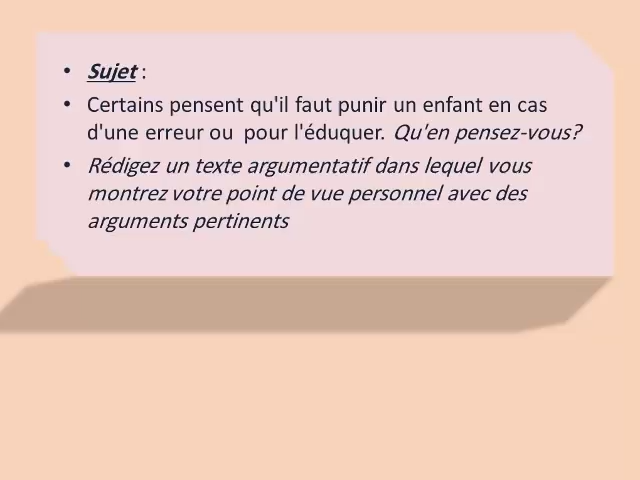 • Sujet :
• Certains pensent qu'il faut punir un enfant en cas
d'une erreur ou pour l'éduquer. Qu'en pensez-vous?
• Rédigez un texte argumentatif dans lequel vous
montrez votre point de vue personnel avec des
arguments pertinents